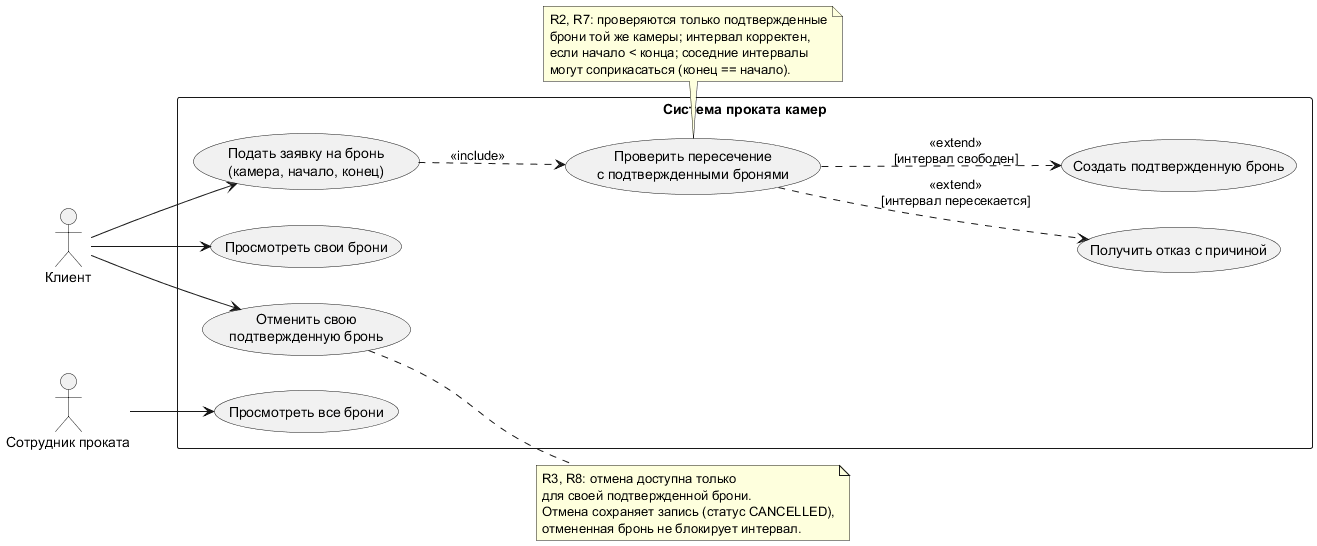 R2, R7: проверяются только подтвержденные
брони той же камеры; интервал корректен,
если начало < конца; соседние интервалы
могут соприкасаться (конец == начало).
Система проката камер
Подать заявку на бронь
(камера, начало, конец)
«include»
Проверить пересечение
с подтвержденными бронями
«extend»
[интервал свободен]
Создать подтвержденную бронь
«extend»
[интервал пересекается]
Получить отказ с причиной
Просмотреть свои брони
Клиент
Отменить свою
подтвержденную бронь
Просмотреть все брони
Сотрудник проката
R3, R8: отмена доступна только
для своей подтвержденной брони.
Отмена сохраняет запись (статус CANCELLED),
отмененная бронь не блокирует интервал.